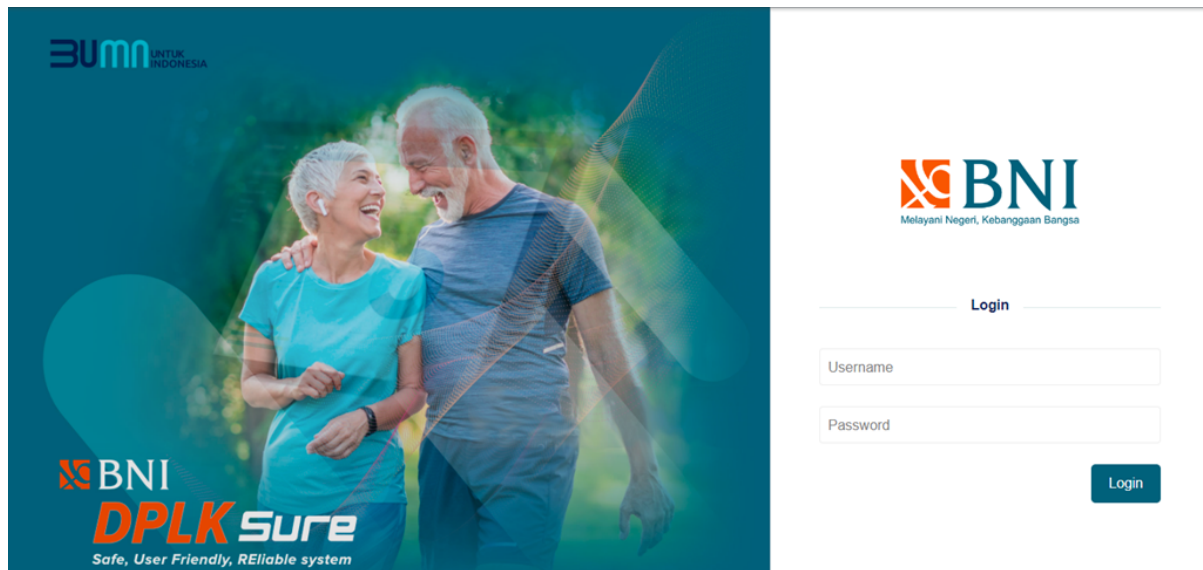 BUMN UNTUK
INDONESIA
BNI
DPLK Sure
Safe, User Friendly, REliable system
BNI
Melayani Negeri, Kebanggaan Bangsa
Login
Username
Password
Login